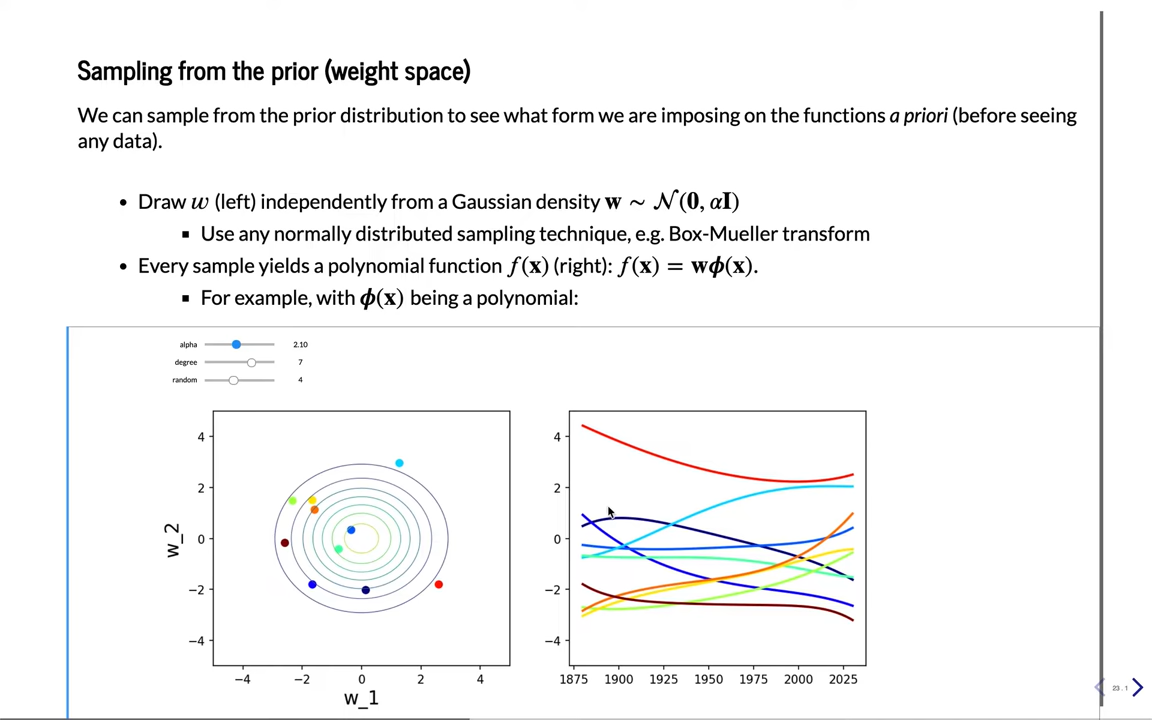 Sampling from the prior (weight space)
We can sample from the prior distribution to see what form we are imposing on the functions a priori (before seeing
any data).
• Draw w (left) independently from a Gaussian density w ∼ 𝒩(0, αI)
▪ Use any normally distributed sampling technique, e.g. Box-Mueller transform
• Every sample yields a polynomial function f(x) (right): f(x) = wϕ(x).
▪ For example, with ϕ(x) being a polynomial:
alpha 2.10
degree 7
random 4
4 4
2 2
0 0
−2 −2
−4 −4
w_2
−4 −2 0 2 4 1875 1900 1925 1950 1975 2000 2025
w_1
23 . 1